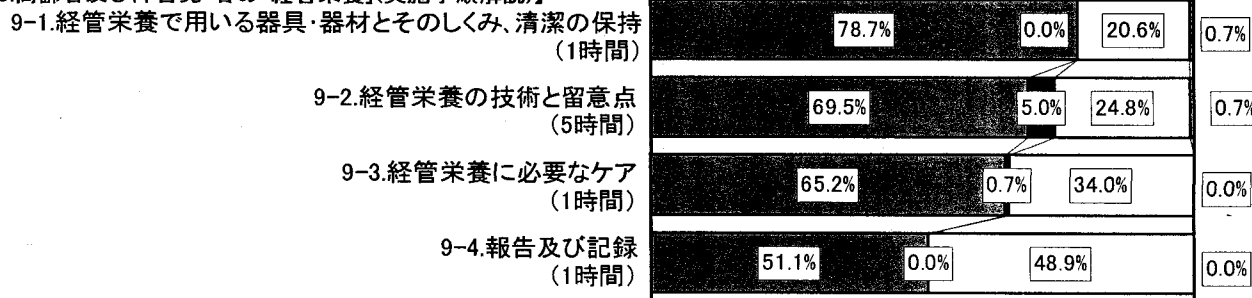 9-1.経管栄養で用いる器具・器材とそのしくみ、清潔の保持
(1時間)
78.7% 0.0% 20.6% 0.7%
9-2.経管栄養の技術と留意点
(5時間)
69.5% 5.0% 24.8% 0.7%
9-3.経管栄養に必要なケア
(1時間)
65.2% 0.7% 34.0% 0.0%
9-4.報告及び記録
(1時間)
51.1% 0.0% 48.9% 0.0%